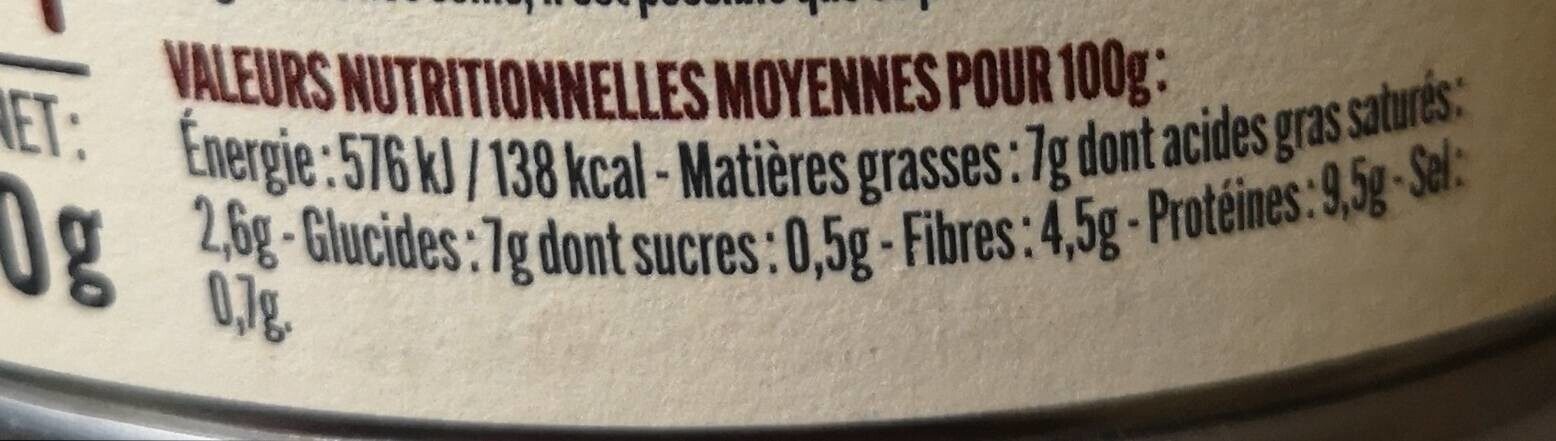 VALEURS NUTRITIONNELLES MOYENNES POUR 100g :
NET :
Énergie : 576 kJ / 138 kcal - Matières grasses : 7g dont acides gras saturés :
0g
2,6g - Glucides : 7g dont sucres : 0,5g - Fibres : 4,5g - Protéines : 9,5g - Sel :
0,7g.